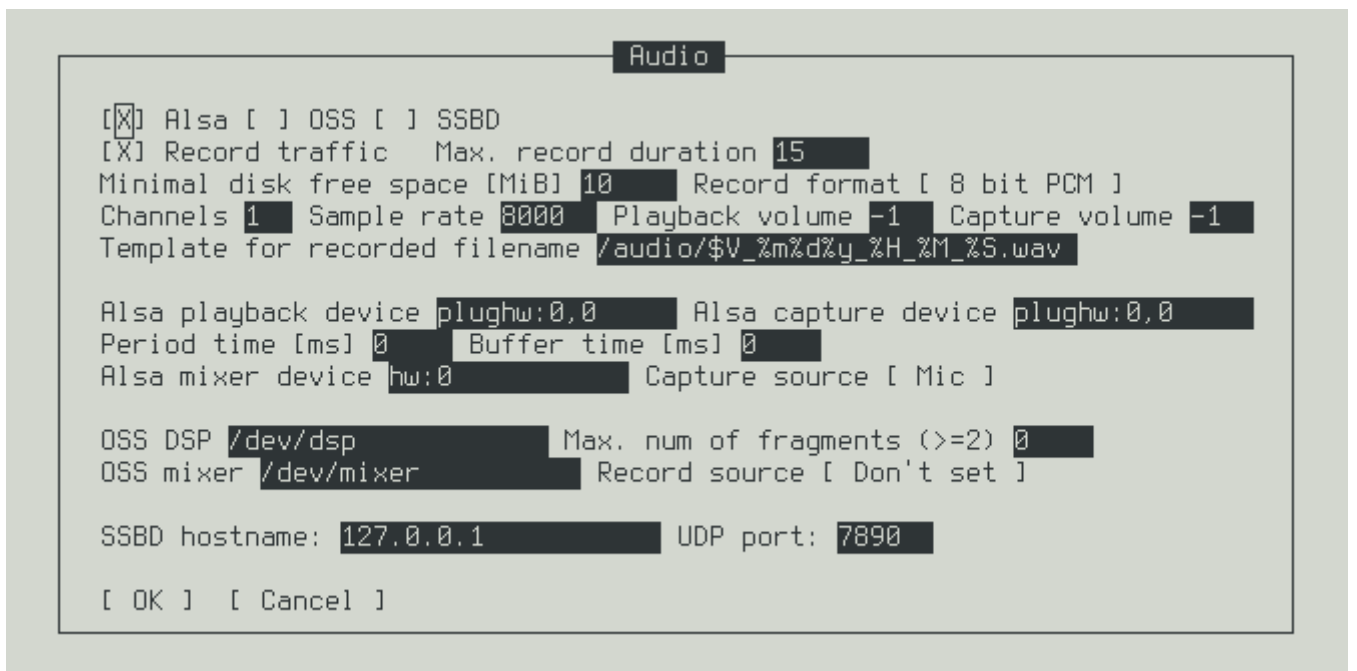 Audio
[X] Alsa [ ] OSS [ ] SSBD
[X] Record traffic Max. record duration 15
Minimal disk free space [MiB] 10 Record format [ 8 bit PCM ]
Channels 1 Sample rate 8000 Playback volume -1 Capture volume -1
Template for recorded filename /audio/$V_%m%d%y_%H_%M_%S.wav
Alsa playback device plughw:0,0 Alsa capture device plughw:0,0
Period time [ms] 0 Buffer time [ms] 0
Alsa mixer device hw:0 Capture source [ Mic ]
OSS DSP /dev/dsp Max. num of fragments (>=2) 0
OSS mixer /dev/mixer Record source [ Don't set ]
SSBD hostname: 127.0.0.1 UDP port: 7890
[ OK ] [ Cancel ]